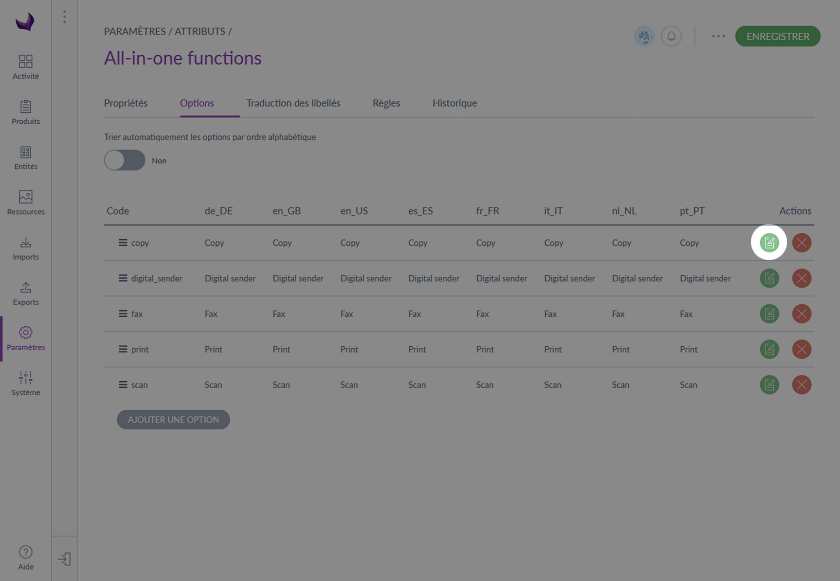 PARAMÈTRES / ATTRIBUTS /
ENREGISTRER
All-in-one functions
Activité
Produits
Entités
Ressources
Imports
Exports
Paramètres
Système
Aide
Propriétés Options Traduction des libellés Règles Historique
Trier automatiquement les options par ordre alphabétique
Non
Code de_DE en_GB en_US es_ES fr_FR it_IT nl_NL pt_PT Actions
copy Copy Copy Copy Copy Copy Copy Copy Copy
digital_sender Digital sender Digital sender Digital sender Digital sender Digital sender Digital sender Digital sender Digital sender
fax Fax Fax Fax Fax Fax Fax Fax Fax
print Print Print Print Print Print Print Print Print
scan Scan Scan Scan Scan Scan Scan Scan Scan
AJOUTER UNE OPTION